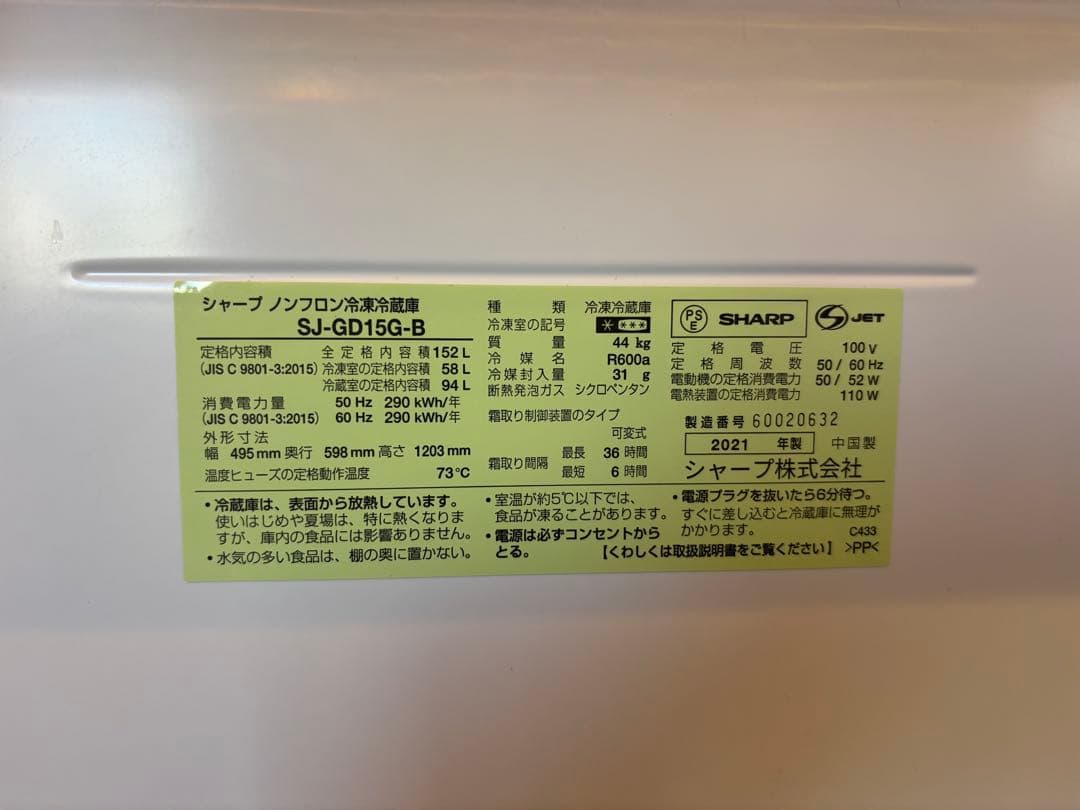 シャープ ノンフロン冷凍冷蔵庫
SJ-GD15G-B
定格内容積 全定格内容積 152 L
(JIS C 9801-3:2015) 冷凍室の定格内容積 58 L
冷蔵室の定格内容積 94 L
消費電力量 50 Hz 290 kWh/年
(JIS C 9801-3:2015) 60 Hz 290 kWh/年
外形寸法
幅 495 mm 奥行 598 mm 高さ 1203 mm
温度ヒューズの定格動作温度 73℃
種類 冷凍冷蔵庫
冷凍室の記号
質量 44 kg
冷媒名 R600a
冷媒封入量 31 g
断熱発泡ガス シクロペンタン
霜取り制御装置のタイプ
可変式
霜取り間隔 最長 36 時間
最短 6 時間
PSE SHARP JET
定格電圧 100 V
定格周波数 50 / 60 Hz
電動機の定格消費電力 50 / 52 W
電熱装置の定格消費電力 110 W
製造番号 60020632
2021 年製 中国製
シャープ株式会社
・冷蔵庫は、表面から放熱しています。
使いはじめや夏場は、特に熱くなりま
すが、庫内の食品には影響ありません。
・水気の多い食品は、棚の奥に置かない。
・室温が約5℃以下では、
食品が凍ることがあります。
・電源は必ずコンセントから
とる。
・電源プラグを抜いたら6分待つ。
すぐに差し込むと冷蔵庫に無理が
かかります。 C433
【くわしくは取扱説明書をご覧ください】 >PP<